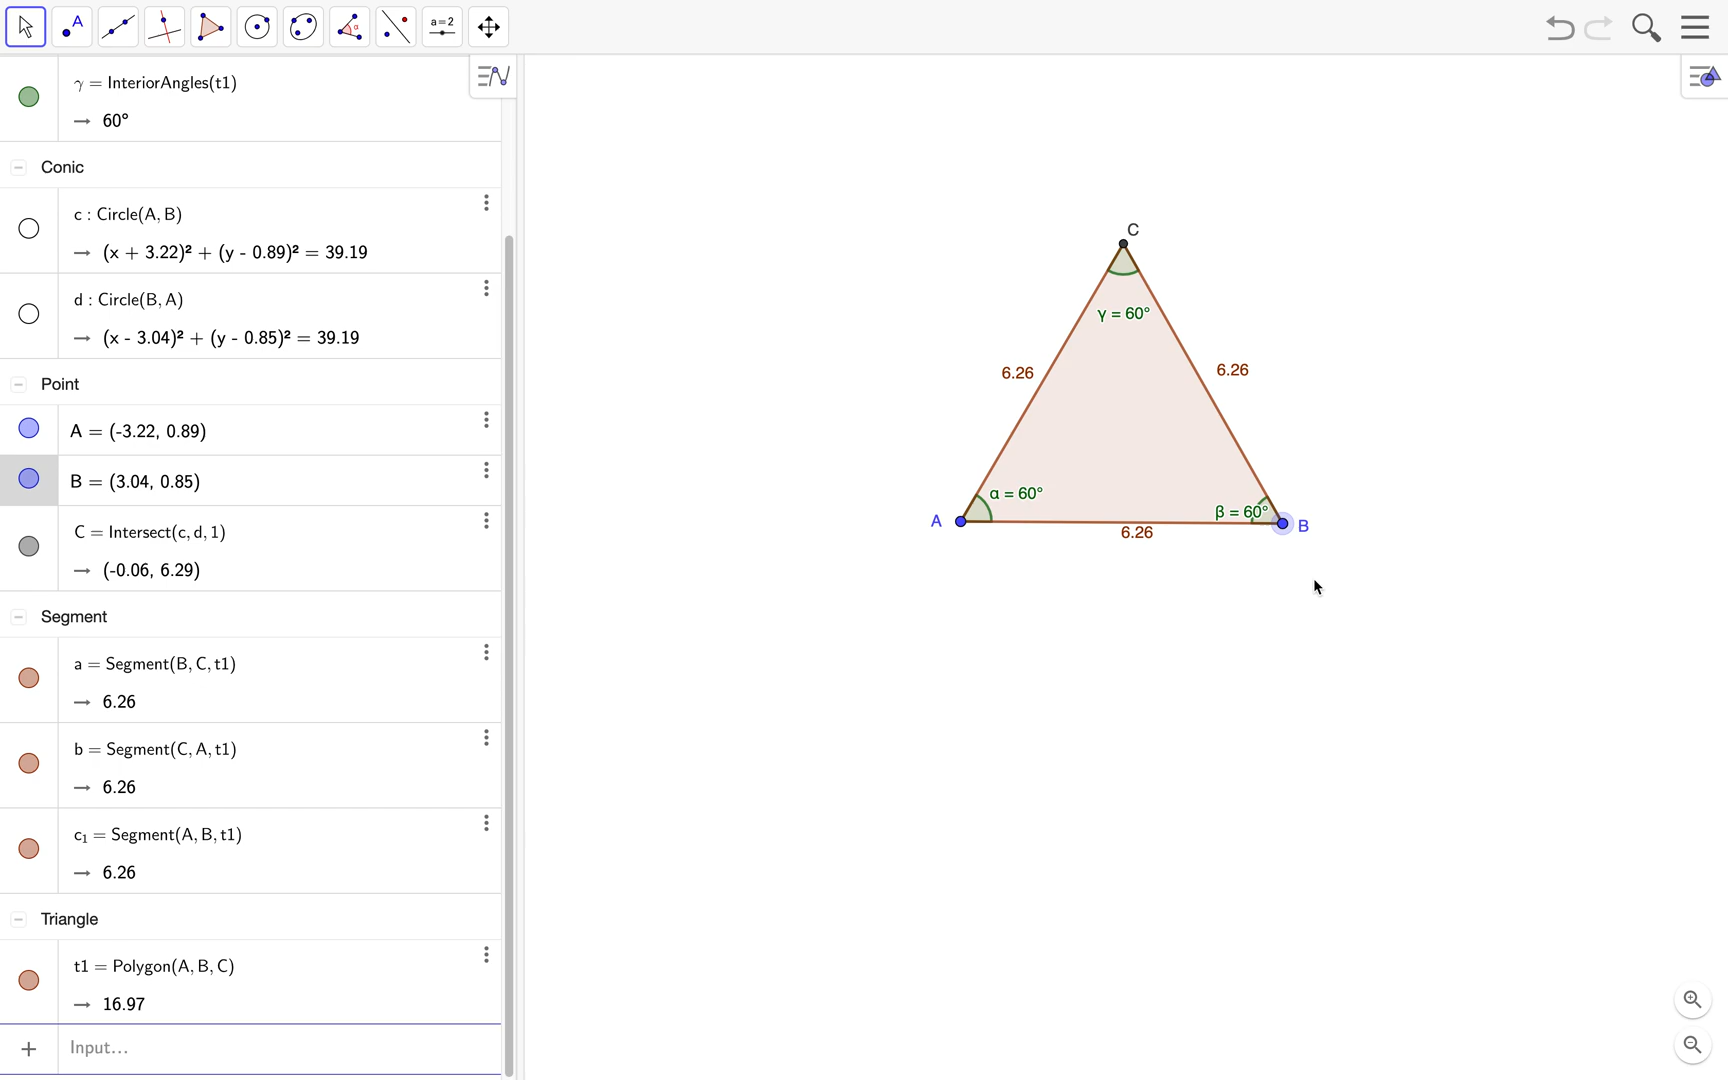 A
α
a=2
γ = InteriorAngles(t1)
→ 60°
Conic
c : Circle(A, B)
→ (x + 3.22)² + (y - 0.89)² = 39.19
d : Circle(B, A)
→ (x - 3.04)² + (y - 0.85)² = 39.19
Point
A = (-3.22, 0.89)
B = (3.04, 0.85)
C = Intersect(c, d, 1)
→ (-0.06, 6.29)
Segment
a = Segment(B, C, t1)
→ 6.26
b = Segment(C, A, t1)
→ 6.26
c₁ = Segment(A, B, t1)
→ 6.26
Triangle
t1 = Polygon(A, B, C)
→ 16.97
+ Input…
C
γ = 60°
6.26
6.26
α = 60°
β = 60°
A
B
6.26